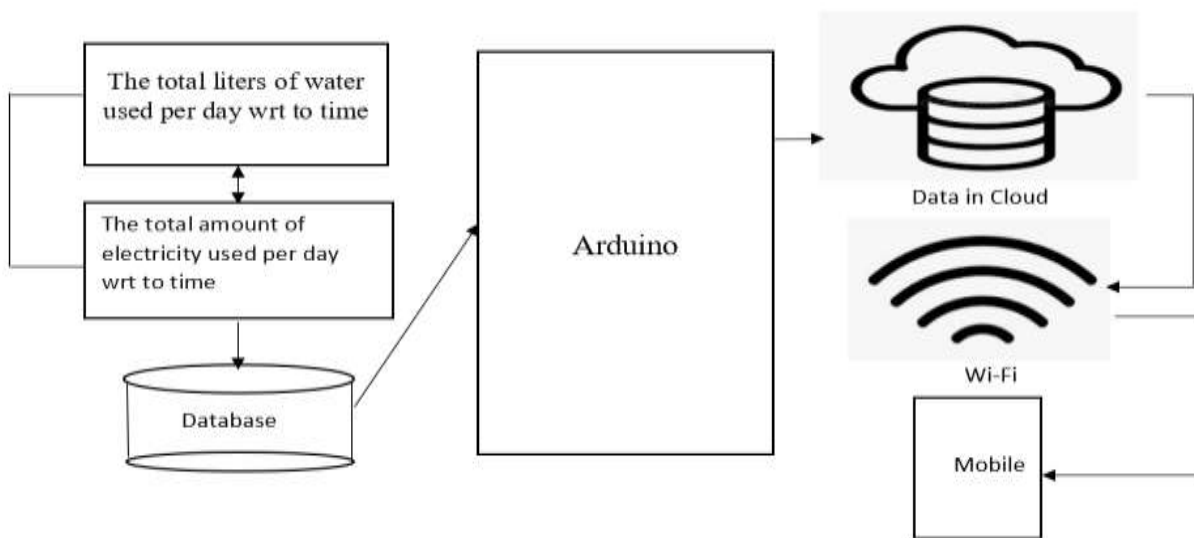 The total liters of water
used per day wrt to time
The total amount of
electricity used per day
wrt to time
Database
Arduino
Data in Cloud
Wi-Fi
Mobile